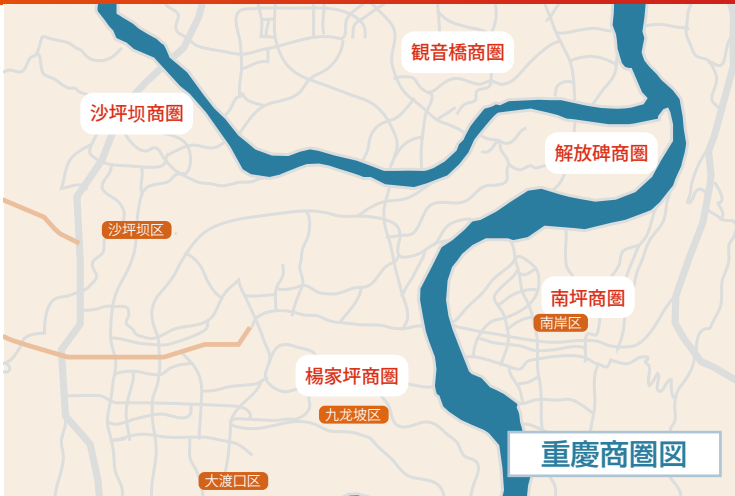 観音橋商圏
沙坪坝商圏
解放碑商圏
沙坪坝区
南坪商圏
南岸区
楊家坪商圏
九龙坡区
重慶商圏図
大渡口区